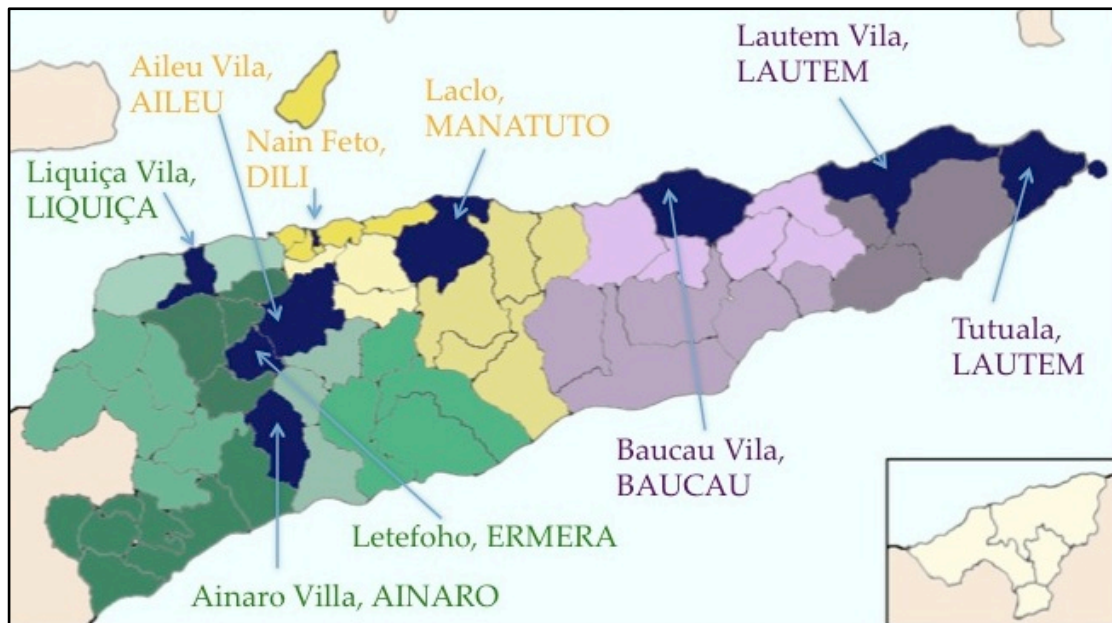 Lautem Vila,
LAUTEM
Aileu Vila,
AILEU
Laclo,
MANATUTO
Nain Feto,
DILI
Liquiça Vila,
LIQUIÇA
Tutuala,
LAUTEM
Baucau Vila,
BAUCAU
Letefoho, ERMERA
Ainaro Villa, AINARO